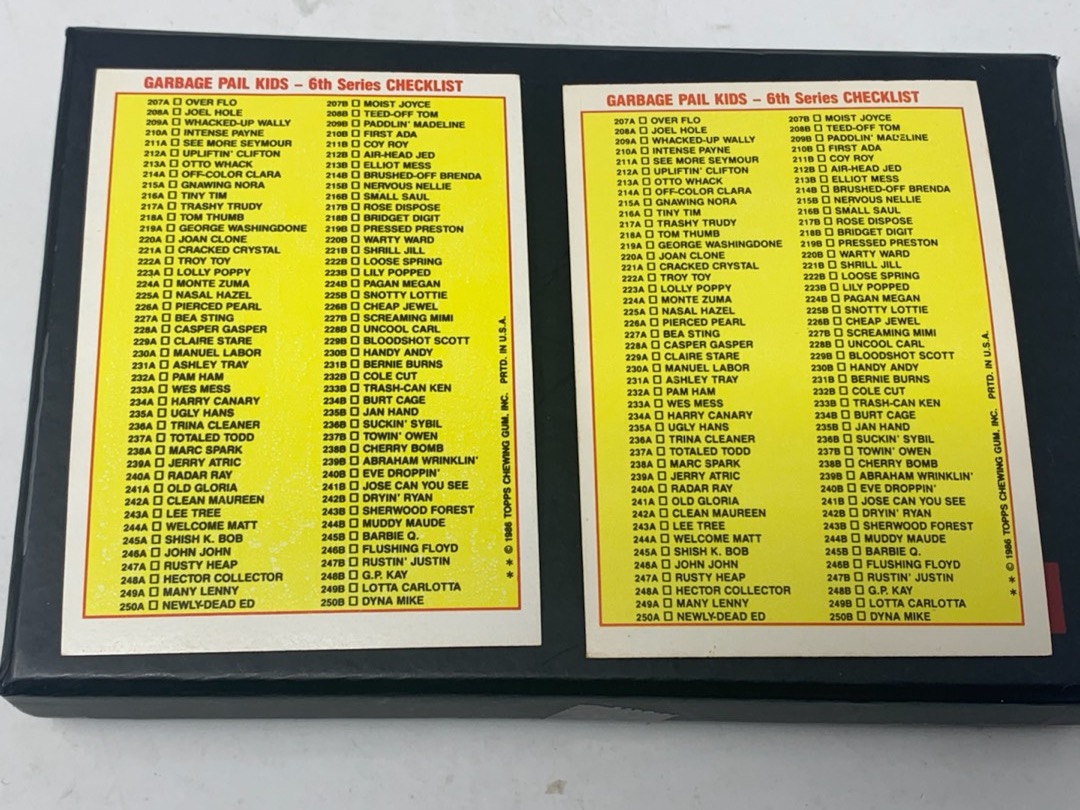 GARBAGE PAIL KIDS – 6th Series CHECKLIST
207A OVER FLO
208A JOEL HOLE
209A WHACKED-UP WALLY
210A INTENSE PAYNE
211A SEE MORE SEYMOUR
212A UPLIFTIN' CLIFTON
213A OTTO WHACK
214A OFF-COLOR CLARA
215A GNAWING NORA
216A TINY TIM
217A TRASHY TRUDY
218A TOM THUMB
219A GEORGE WASHINGDONE
220A JOAN CLONE
221A CRACKED CRYSTAL
222A TROY TOY
223A LOLLY POPPY
224A MONTE ZUMA
225A NASAL HAZEL
226A PIERCED PEARL
227A BEA STING
228A CASPER GASPER
229A CLAIRE STARE
230A MANUEL LABOR
231A ASHLEY TRAY
232A PAM HAM
233A WES MESS
234A HARRY CANARY
235A UGLY HANS
236A TRINA CLEANER
237A TOTALED TODD
238A MARC SPARK
239A JERRY ATRIC
240A RADAR RAY
241A OLD GLORIA
242A CLEAN MAUREEN
243A LEE TREE
244A WELCOME MATT
245A SHISH K. BOB
246A JOHN JOHN
247A RUSTY HEAP
248A HECTOR COLLECTOR
249A MANY LENNY
250A NEWLY-DEAD ED
207B MOIST JOYCE
208B TEED-OFF TOM
209B PADDLIN' MADELINE
210B FIRST ADA
211B COY ROY
212B AIR-HEAD JED
213B ELLIOT MESS
214B BRUSHED-OFF BRENDA
215B NERVOUS NELLIE
216B SMALL SAUL
217B ROSE DISPOSE
218B BRIDGET DIGIT
219B PRESSED PRESTON
220B WARTY WARD
221B SHRILL JILL
222B LOOSE SPRING
223B LILY POPPED
224B PAGAN MEGAN
225B SNOTTY LOTTIE
226B CHEAP JEWEL
227B SCREAMING MIMI
228B UNCOOL CARL
229B BLOODSHOT SCOTT
230B HANDY ANDY
231B BERNIE BURNS
232B COLE CUT
233B TRASH-CAN KEN
234B BURT CAGE
235B JAN HAND
236B SUCKIN' SYBIL
237B TOWIN' OWEN
238B CHERRY BOMB
239B ABRAHAM WRINKLIN'
240B EVE DROPPIN'
241B JOSE CAN YOU SEE
242B DRYIN' RYAN
243B SHERWOOD FOREST
244B MUDDY MAUDE
245B BARBIE Q.
246B FLUSHING FLOYD
247B RUSTIN' JUSTIN
248B G.P. KAY
249B LOTTA CARLOTTA
250B DYNA MIKE
* * © 1986 TOPPS CHEWING GUM, INC. PRTD. IN U.S.A.
GARBAGE PAIL KIDS – 6th Series CHECKLIST
207A OVER FLO
208A JOEL HOLE
209A WHACKED-UP WALLY
210A INTENSE PAYNE
211A SEE MORE SEYMOUR
212A UPLIFTIN' CLIFTON
213A OTTO WHACK
214A OFF-COLOR CLARA
215A GNAWING NORA
216A TINY TIM
217A TRASHY TRUDY
218A TOM THUMB
219A GEORGE WASHINGDONE
220A JOAN CLONE
221A CRACKED CRYSTAL
222A TROY TOY
223A LOLLY POPPY
224A MONTE ZUMA
225A NASAL HAZEL
226A PIERCED PEARL
227A BEA STING
228A CASPER GASPER
229A CLAIRE STARE
230A MANUEL LABOR
231A ASHLEY TRAY
232A PAM HAM
233A WES MESS
234A HARRY CANARY
235A UGLY HANS
236A TRINA CLEANER
237A TOTALED TODD
238A MARC SPARK
239A JERRY ATRIC
240A RADAR RAY
241A OLD GLORIA
242A CLEAN MAUREEN
243A LEE TREE
244A WELCOME MATT
245A SHISH K. BOB
246A JOHN JOHN
247A RUSTY HEAP
248A HECTOR COLLECTOR
249A MANY LENNY
250A NEWLY-DEAD ED
207B MOIST JOYCE
208B TEED-OFF TOM
209B PADDLIN' MADELINE
210B FIRST ADA
211B COY ROY
212B AIR-HEAD JED
213B ELLIOT MESS
214B BRUSHED-OFF BRENDA
215B NERVOUS NELLIE
216B SMALL SAUL
217B ROSE DISPOSE
218B BRIDGET DIGIT
219B PRESSED PRESTON
220B WARTY WARD
221B SHRILL JILL
222B LOOSE SPRING
223B LILY POPPED
224B PAGAN MEGAN
225B SNOTTY LOTTIE
226B CHEAP JEWEL
227B SCREAMING MIMI
228B UNCOOL CARL
229B BLOODSHOT SCOTT
230B HANDY ANDY
231B BERNIE BURNS
232B COLE CUT
233B TRASH-CAN KEN
234B BURT CAGE
235B JAN HAND
236B SUCKIN' SYBIL
237B TOWIN' OWEN
238B CHERRY BOMB
239B ABRAHAM WRINKLIN'
240B EVE DROPPIN'
241B JOSE CAN YOU SEE
242B DRYIN' RYAN
243B SHERWOOD FOREST
244B MUDDY MAUDE
245B BARBIE Q.
246B FLUSHING FLOYD
247B RUSTIN' JUSTIN
248B G.P. KAY
249B LOTTA CARLOTTA
250B DYNA MIKE
* * © 1986 TOPPS CHEWING GUM, INC. PRTD. IN U.S.A.